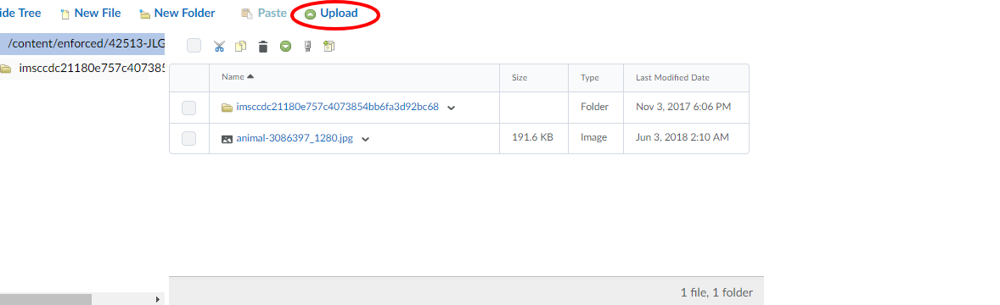 ide Tree New File New Folder Paste Upload
/content/enforced/42513-JLG
imsccdc21180e757c407385
Name Size Type Last Modified Date
imsccdc21180e757c4073854bb6fa3d92bc68 Folder Nov 3, 2017 6:06 PM
animal-3086397_1280.jpg 191.6 KB Image Jun 3, 2018 2:10 AM
1 file, 1 folder